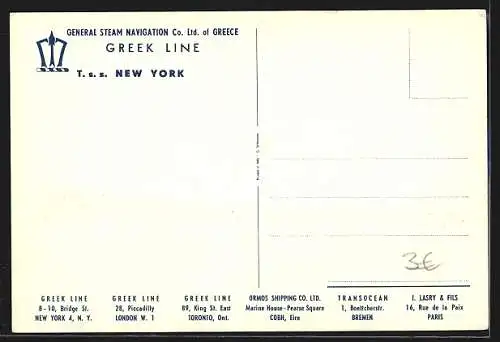 GENERAL STEAM NAVIGATION Co. Ltd. of GREECE
GREEK LINE
T. s. s. NEW YORK
3€
GREEK LINE
8-10, Bridge St.
NEW YORK 4, N. Y.
GREEK LINE
28, Piccadilly
LONDON W. 1
GREEK LINE
89, King St. East
TORONTO, Ont.
ORMOS SHIPPING CO. LTD.
Marine House-Pearse Square
COBH, Eire
TRANSOCEAN
1, Boettcherstr.
BREMEN
I. LASRY & FILS
16, Rue de la Paix
PARIS